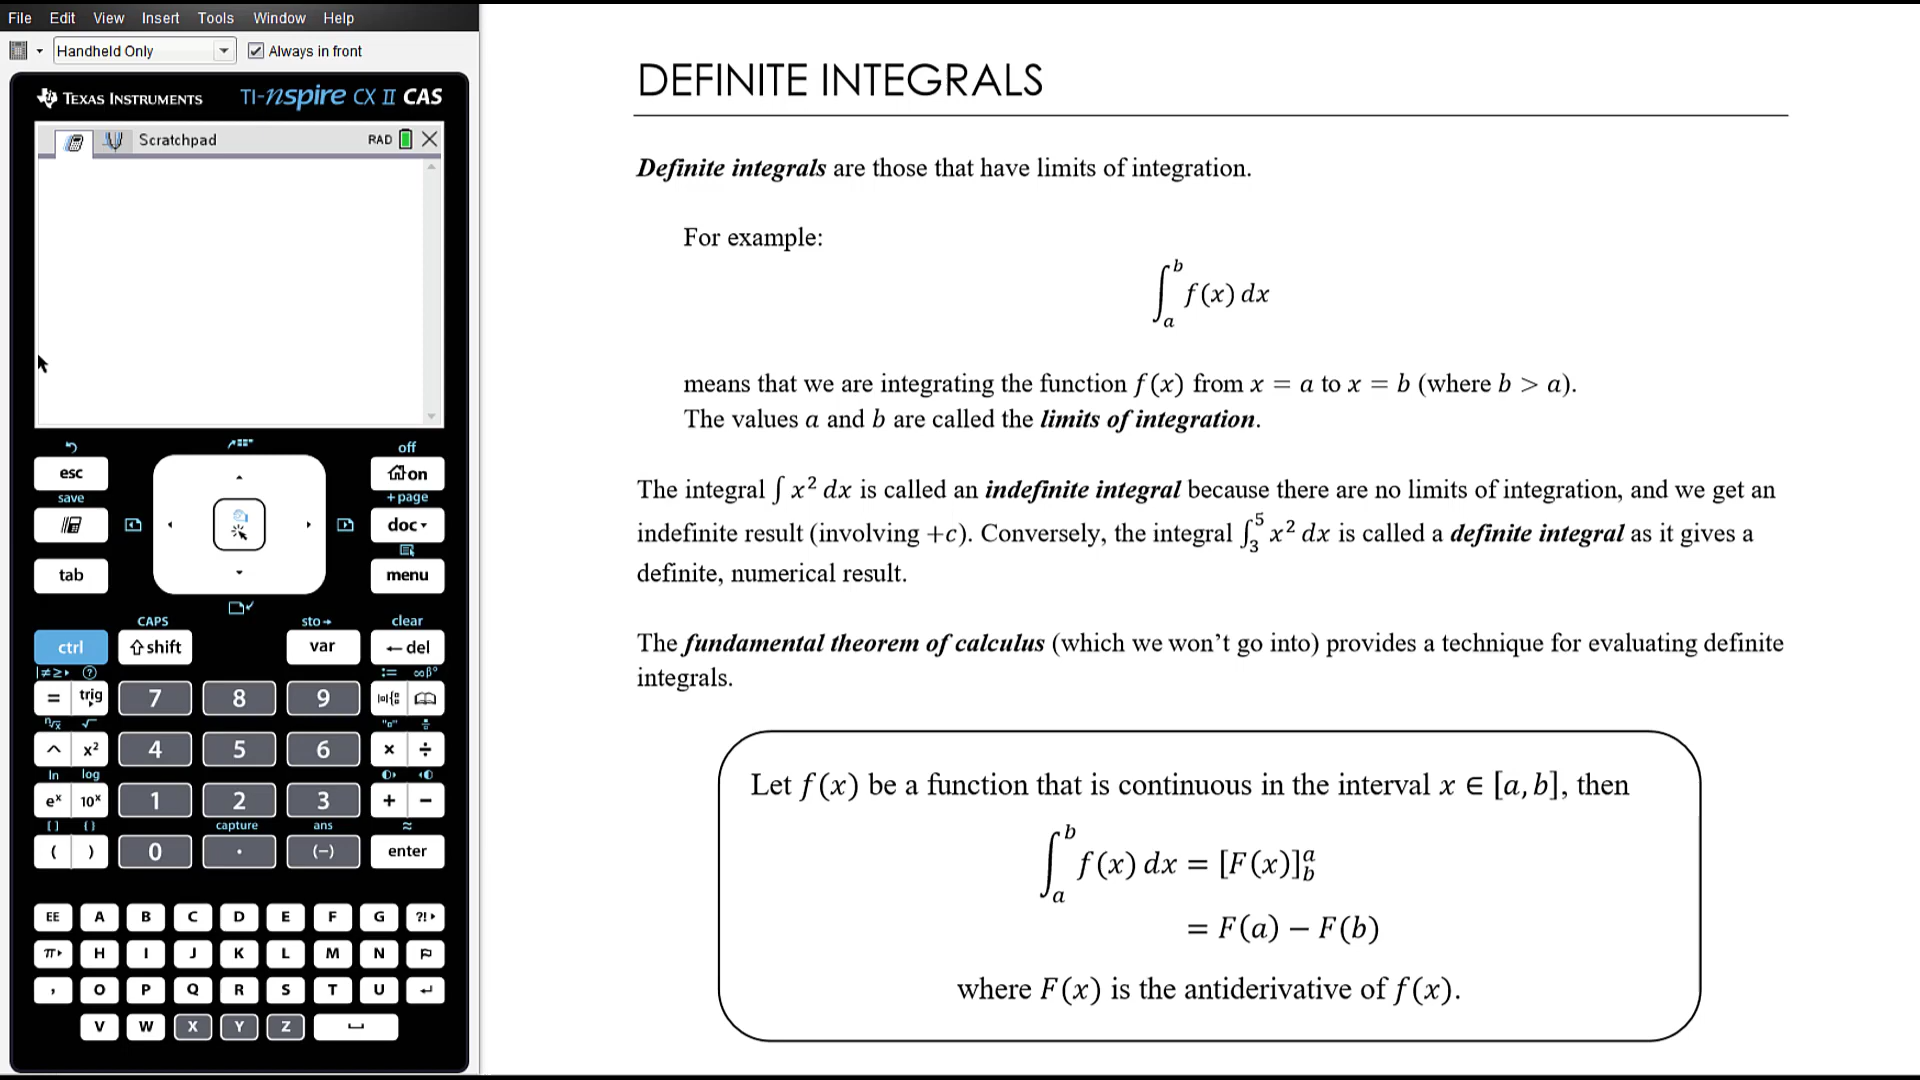 File Edit View Insert Tools Window Help
Handheld Only Always in front
TEXAS INSTRUMENTS TI-nspire CX II CAS
Scratchpad RAD
off
esc on
save +page
doc
tab menu
CAPS sto→ clear
ctrl ⇧shift var ←del
|≠≥▸ ? := ∞β°
= trig 7 8 9
ⁿ√x √ "□" ÷
^ x² 4 5 6 × ÷
ln log
eˣ 10ˣ 1 2 3 + −
[ ] { } capture ans ≈
( ) 0 . (−) enter
EE A B C D E F G ?!▸
π▸ H I J K L M N
, O P Q R S T U ↵
V W X Y Z
DEFINITE INTEGRALS
Definite integrals are those that have limits of integration.
For example:
∫ₐᵇ f(x) dx
means that we are integrating the function f(x) from x = a to x = b (where b > a).
The values a and b are called the limits of integration.
The integral ∫ x² dx is called an indefinite integral because there are no limits of integration, and we get an
indefinite result (involving +c). Conversely, the integral ∫₃⁵ x² dx is called a definite integral as it gives a
definite, numerical result.
The fundamental theorem of calculus (which we won't go into) provides a technique for evaluating definite
integrals.
Let f(x) be a function that is continuous in the interval x ∈ [a, b], then
∫ₐᵇ f(x) dx = [F(x)]ᵃ_b
= F(a) − F(b)
where F(x) is the antiderivative of f(x).